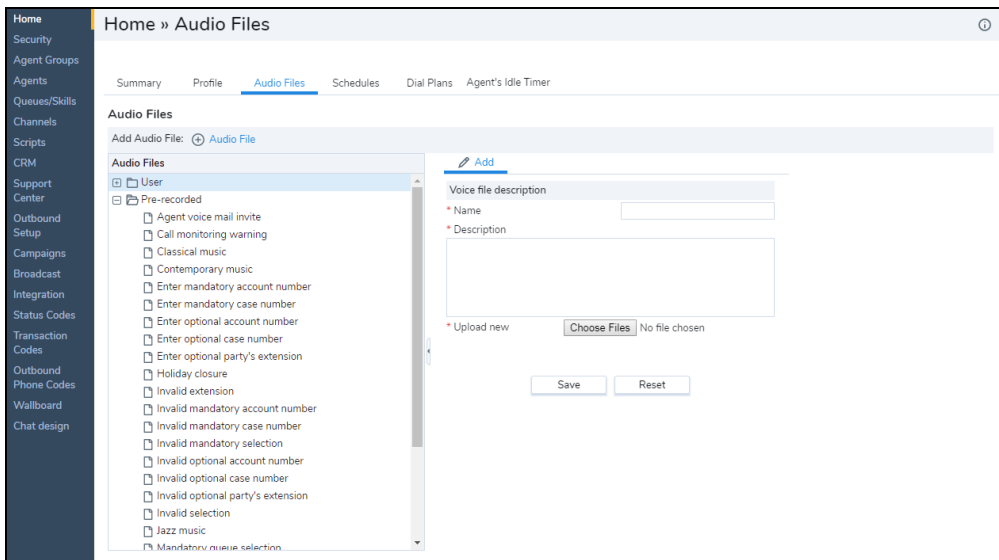 Home
Security
Agent Groups
Agents
Queues/Skills
Channels
Scripts
CRM
Support
Center
Outbound
Setup
Campaigns
Broadcast
Integration
Status Codes
Transaction
Codes
Outbound
Phone Codes
Wallboard
Chat design
Home » Audio Files
Summary Profile Audio Files Schedules Dial Plans Agent's Idle Timer
Audio Files
Add Audio File: Audio File
Audio Files
User
Pre-recorded
Agent voice mail invite
Call monitoring warning
Classical music
Contemporary music
Enter mandatory account number
Enter mandatory case number
Enter optional account number
Enter optional case number
Enter optional party's extension
Holiday closure
Invalid extension
Invalid mandatory account number
Invalid mandatory case number
Invalid mandatory selection
Invalid optional account number
Invalid optional case number
Invalid optional party's extension
Invalid selection
Jazz music
Mandatory queue selection
Add
Voice file description
* Name
* Description
* Upload new Choose Files No file chosen
Save Reset